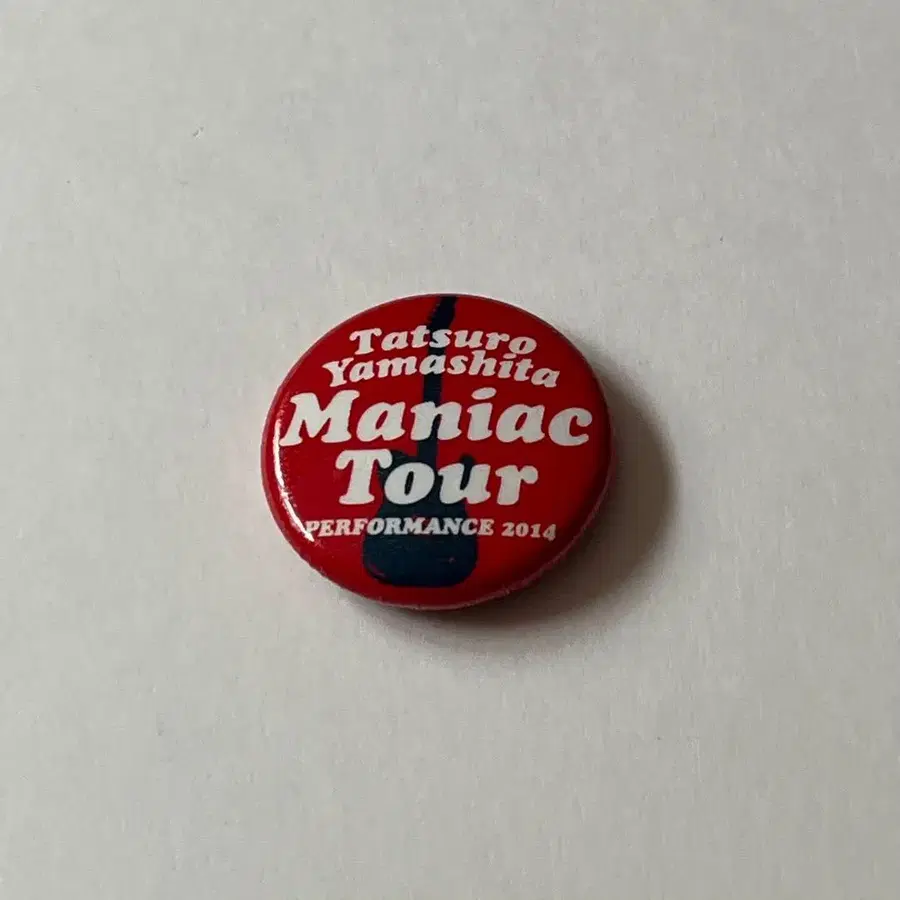 Tatsuro
Yamashita
Maniac
Tour
PERFORMANCE 2014